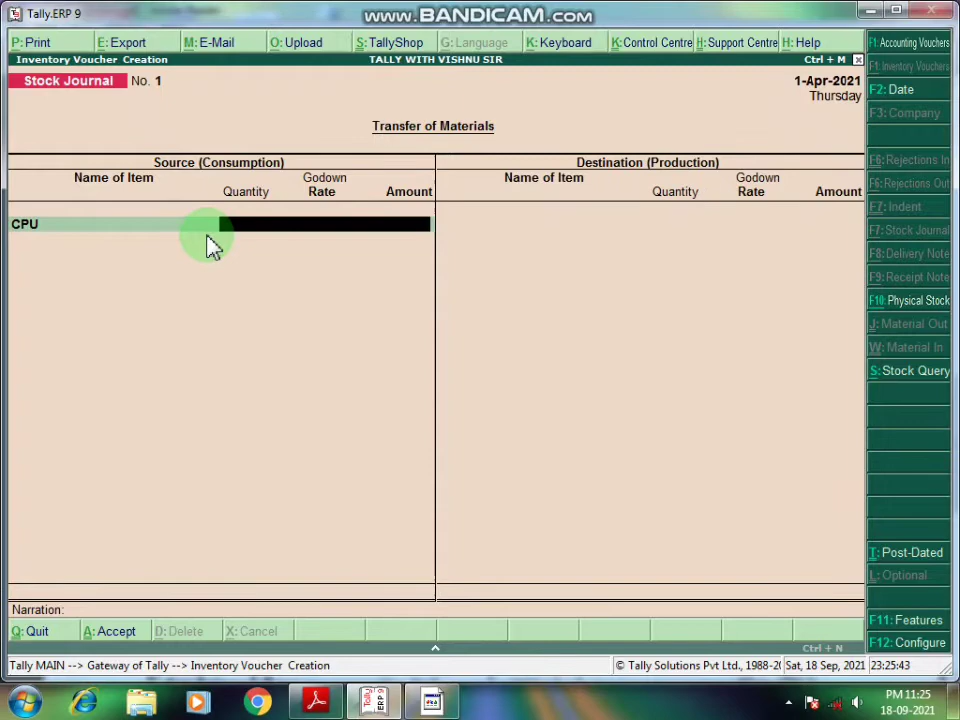 www.BANDICAM.com
Tally.ERP 9
P: Print
E: Export
M: E-Mail
O: Upload
S: TallyShop
G: Language
K: Keyboard
K: Control Centre
H: Support Centre
H: Help
Inventory Voucher Creation
TALLY WITH VISHNU SIR
Ctrl + M
Stock Journal No. 1
1-Apr-2021
Thursday
Transfer of Materials
Source (Consumption)
Destination (Production)
Name of Item Godown
Quantity Rate Amount
Name of Item Godown
Quantity Rate Amount
CPU
Narration:
Q: Quit
A: Accept
D: Delete
X: Cancel
Ctrl + N
Tally MAIN --> Gateway of Tally --> Inventory Voucher Creation
© Tally Solutions Pvt Ltd., 1988-20
Sat, 18 Sep, 2021
23:25:43
F1: Accounting Vouchers
F1: Inventory Vouchers
F2: Date
F3: Company
F6: Rejections In
F6: Rejections Out
F7: Indent
F7: Stock Journal
F8: Delivery Note
F9: Receipt Note
F10: Physical Stock
J: Material Out
W: Material In
S: Stock Query
T: Post-Dated
L: Optional
F11: Features
F12: Configure
Tally
ERP 9
PM 11:25
18-09-2021